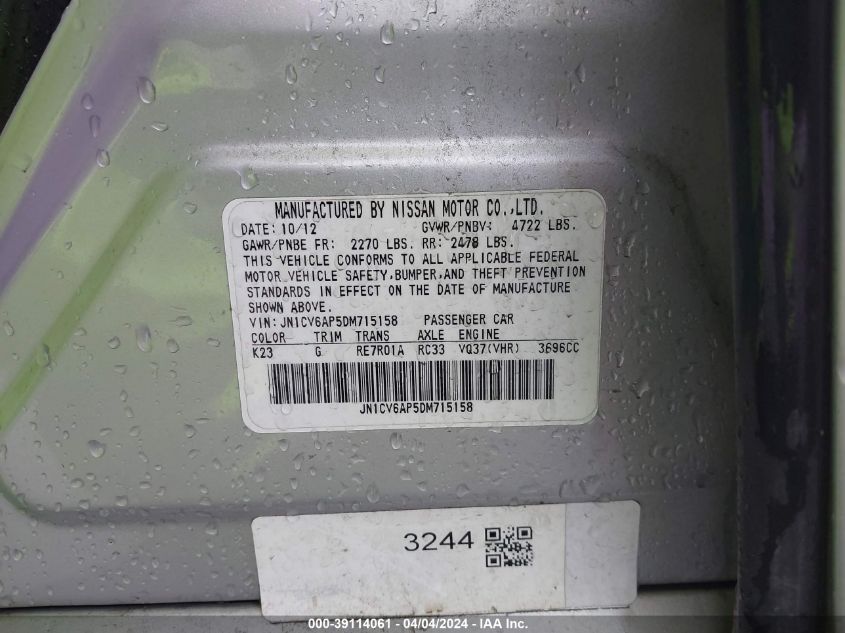 MANUFACTURED BY NISSAN MOTOR CO.,LTD.
DATE: 10/12 GVWR/PNBV: 4722 LBS.
GAWR/PNBE FR: 2270 LBS. RR: 2478 LBS.
THIS VEHICLE CONFORMS TO ALL APPLICABLE FEDERAL
MOTOR VEHICLE SAFETY,BUMPER,AND THEFT PREVENTION
STANDARDS IN EFFECT ON THE DATE OF MANUFACTURE
SHOWN ABOVE.
VIN: JN1CV6AP5DM715158 PASSENGER CAR
COLOR TRIM TRANS AXLE ENGINE
K23 G RE7R01A RC33 VQ37(VHR) 3696CC
JN1CV6AP5DM715158
3244
000-39114061 - 04/04/2024 - IAA Inc.